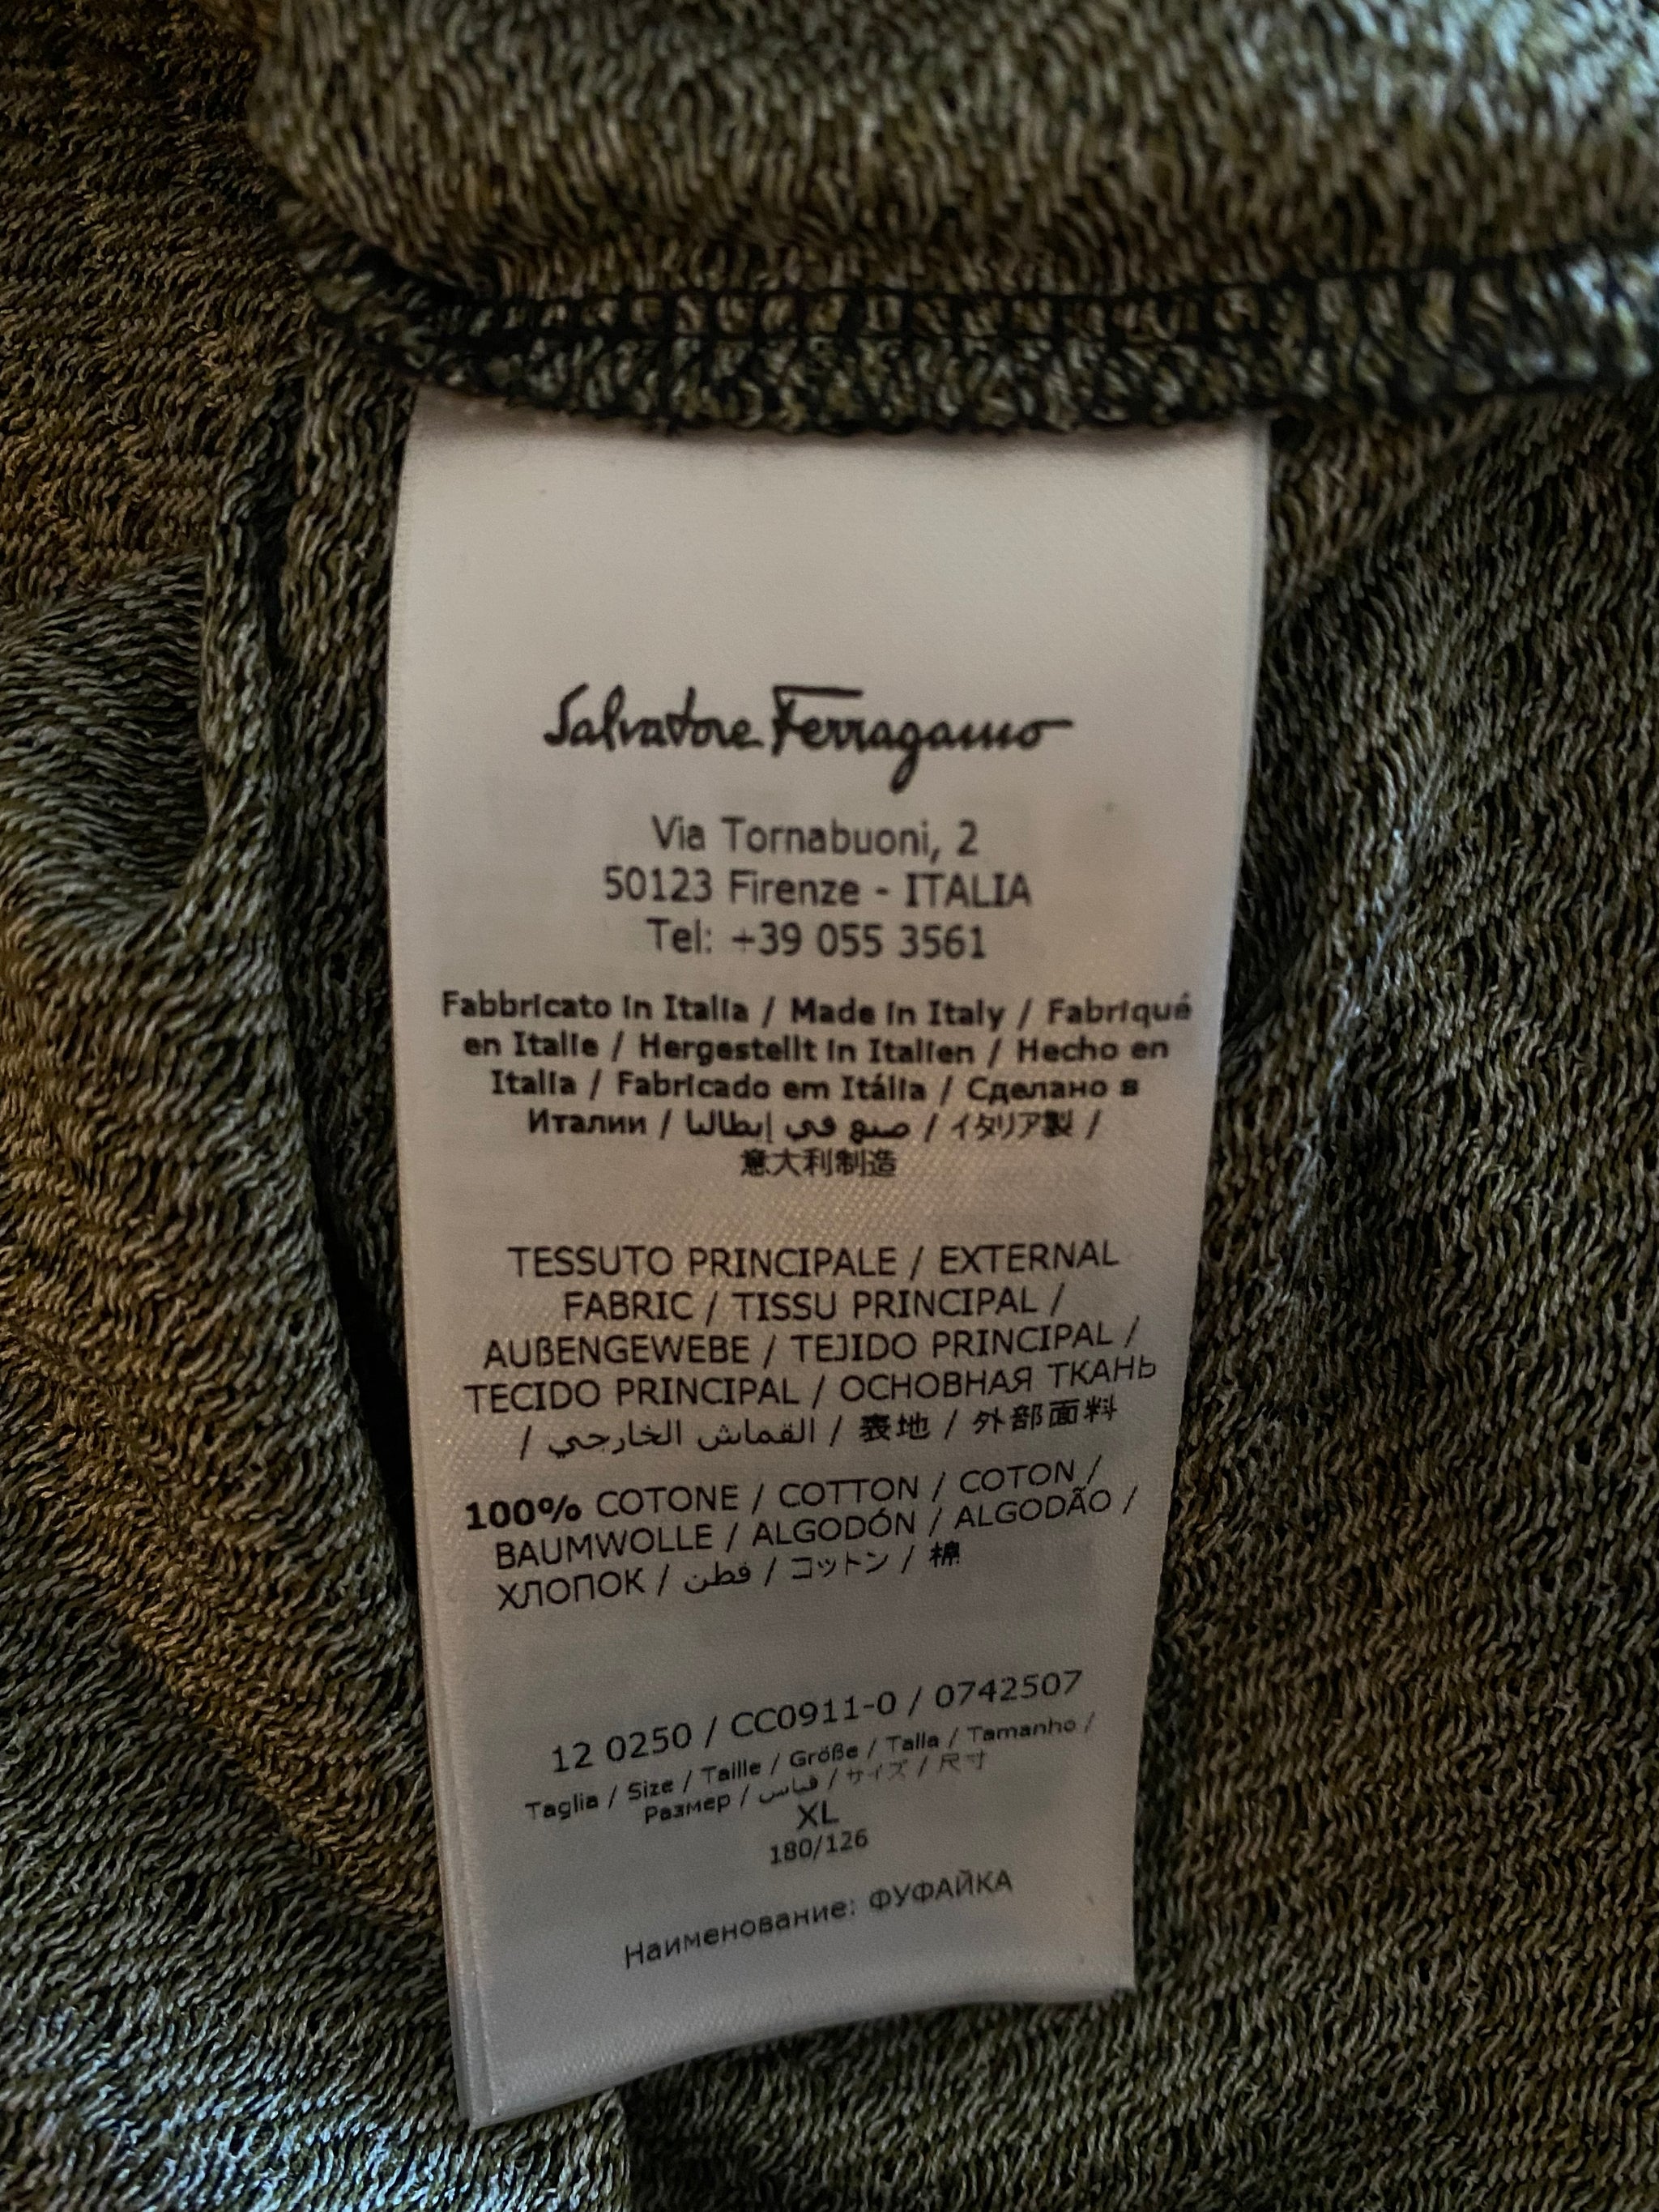 Salvatore Ferragamo
Via Tornabuoni, 2
50123 Firenze - ITALIA
Tel: +39 055 3561
Fabbricato in Italia / Made in Italy / Fabriqué
en Italie / Hergestellt in Italien / Hecho en
Italia / Fabricado em Itália / Сделано в
Италии / صنع في إيطاليا / イタリア製 /
意大利制造
TESSUTO PRINCIPALE / EXTERNAL
FABRIC / TISSU PRINCIPAL /
AUßENGEWEBE / TEJIDO PRINCIPAL /
TECIDO PRINCIPAL / ОСНОВНАЯ ТКАНЬ
/ القماش الخارجي / 表地 / 外部面料
100% COTONE / COTTON / COTON /
BAUMWOLLE / ALGODÓN / ALGODÃO /
ХЛОПОК / قطن / コットン / 棉
12 0250 / CC0911-0 / 0742507
Taglia / Size / Taille / Größe / Talla / Tamanho /
Размер / قياس / サイズ / 尺寸
XL
180/126
Наименование: ФУФАЙКА